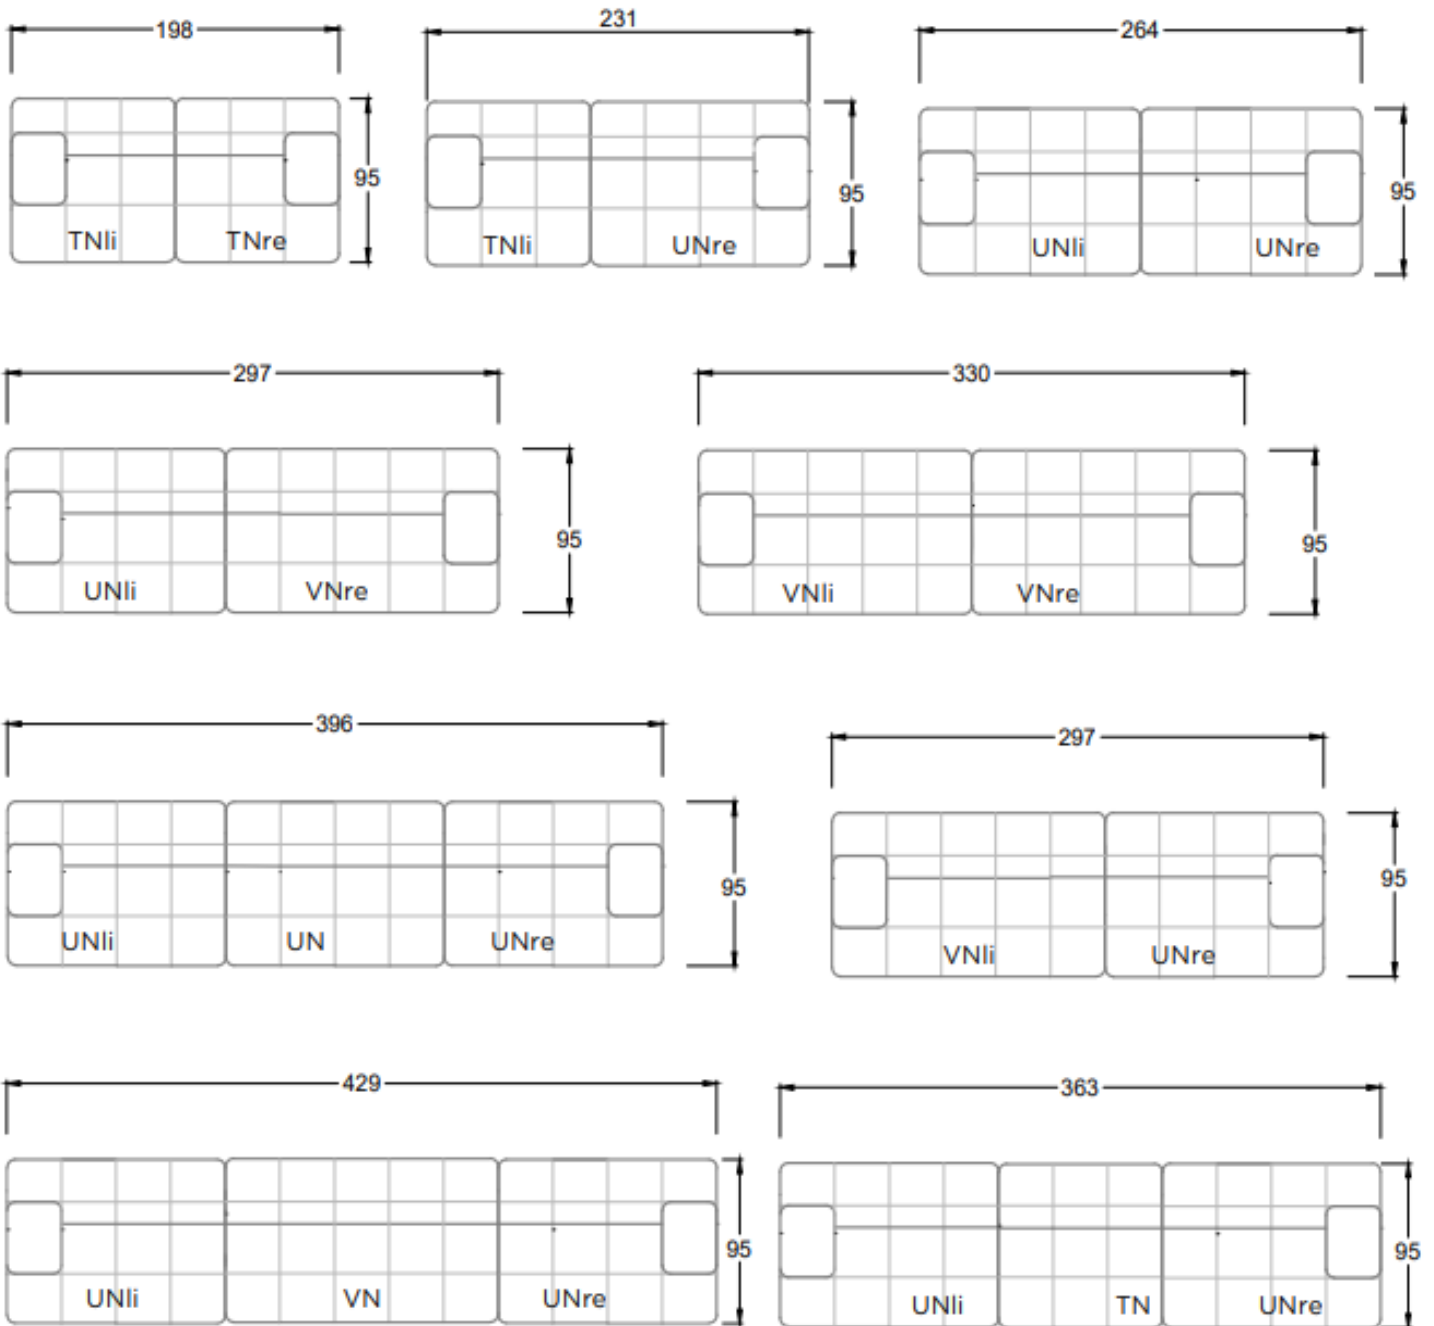 198
231
264
95
95
95
TNli TNre
TNli UNre
UNli UNre
297
330
95
95
UNli VNre
VNli VNre
396
297
95
95
UNli UN UNre
VNli UNre
429
363
95
95
UNli VN UNre
UNli TN UNre